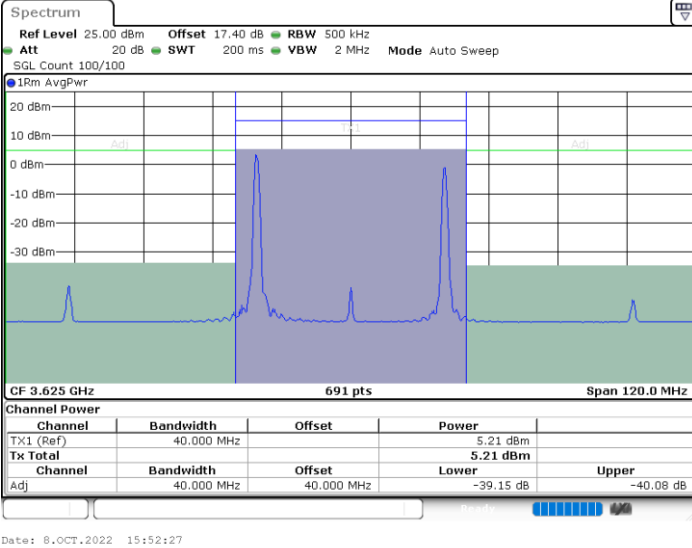 Spectrum
Ref Level 25.00 dBm Offset 17.40 dB RBW 500 kHz
Att 20 dB SWT 200 ms VBW 2 MHz Mode Auto Sweep
SGL Count 100/100
1Rm AvgPwr
20 dBm
TX1
10 dBm
Adj Adj
0 dBm
-10 dBm
-20 dBm
-30 dBm
CF 3.625 GHz 691 pts Span 120.0 MHz
Channel Power
Channel Bandwidth Offset Power
TX1 (Ref) 40.000 MHz 5.21 dBm
Tx Total 5.21 dBm
Channel Bandwidth Offset Lower Upper
Adj 40.000 MHz 40.000 MHz -39.15 dB -40.08 dB
Ready
Date: 8.OCT.2022 15:52:27